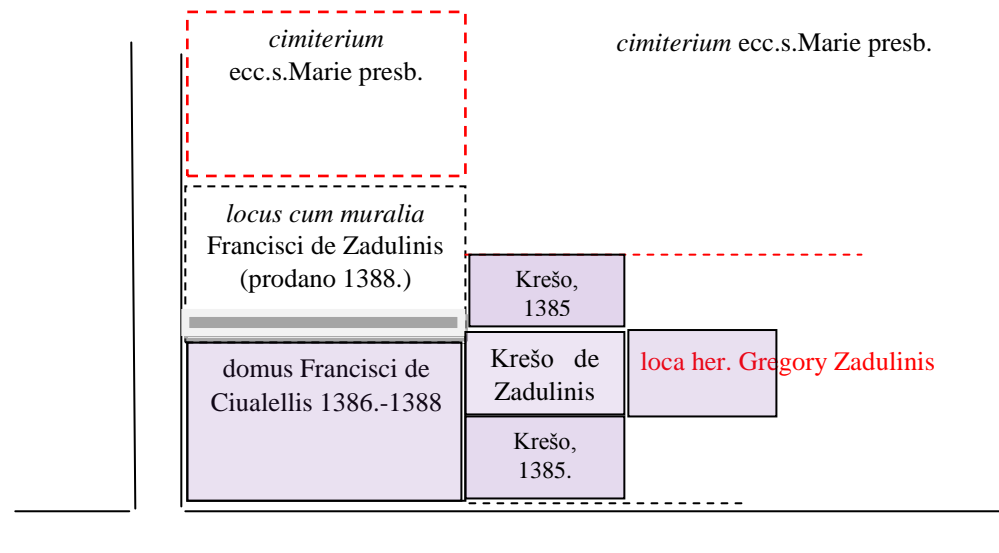 cimiterium
ecc.s.Marie presb.
cimiterium ecc.s.Marie presb.
locus cum muralia
Francisci de Zadulinis
(prodano 1388.)
Krešo,
1385
domus Francisci de
Ciualellis 1386.-1388
Krešo de
Zadulinis
loca her. Gregory Zadulinis
Krešo,
1385.